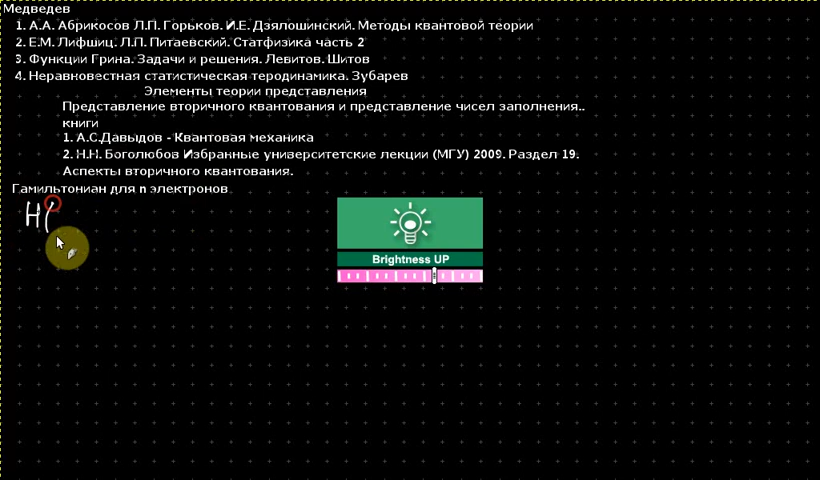 Медведев
1. А.А. Абрикосов Л.П. Горьков. И.Е. Дзялошинский. Методы квантовой теории
2. Е.М. Лифшиц. Л.П. Питаевский. Статфизика часть 2
3. Функции Грина. Задачи и решения. Левитов. Шитов
4. Неравновестная статистическая теродинамика. Зубарев
Элементы теории представления
Представление вторичного квантования и представление чисел заполнения..
книги
1. А.С.Давыдов - Квантовая механика
2. Н.Н. Боголюбов Избранные университетские лекции (МГУ) 2009. Раздел 19.
Аспекты вторичного квантования.
Гамильтониан для n электронов
H(
Brightness UP